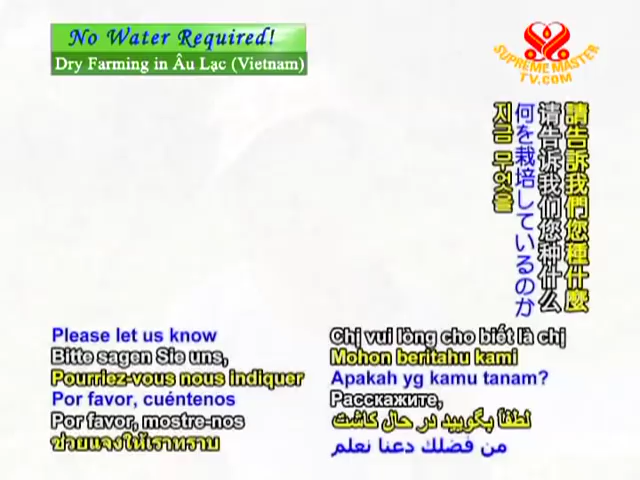 No Water Required!
Dry Farming in Âu Lạc (Vietnam)
SUPREME MASTER
TV.COM
請告訴我們您種什麼
请告诉我们您种什么
何を栽培しているのか
지금 무엇을
Please let us know
Bitte sagen Sie uns,
Pourriez-vous nous indiquer
Por favor, cuéntenos
Por favor, mostre-nos
ช่วยแจงให้เราทราบ
Chị vui lòng cho biết là chị
Mohon beritahu kami
Apakah yg kamu tanam?
Расскажите,
لطفاً بگویید در حال کاشت
من فضلك دعنا نعلم